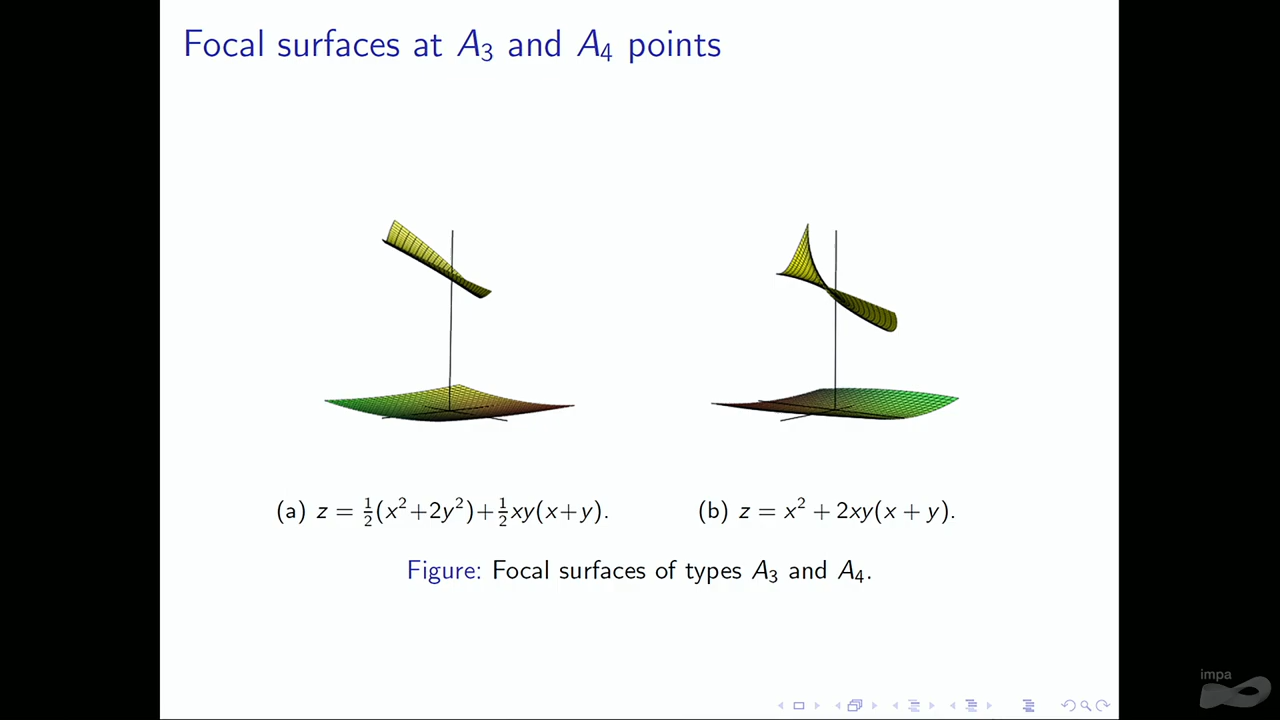 Focal surfaces at A₃ and A₄ points
(a) z = ½(x²+2y²)+½xy(x+y).
(b) z = x² + 2xy(x + y).
Figure: Focal surfaces of types A₃ and A₄.
impa